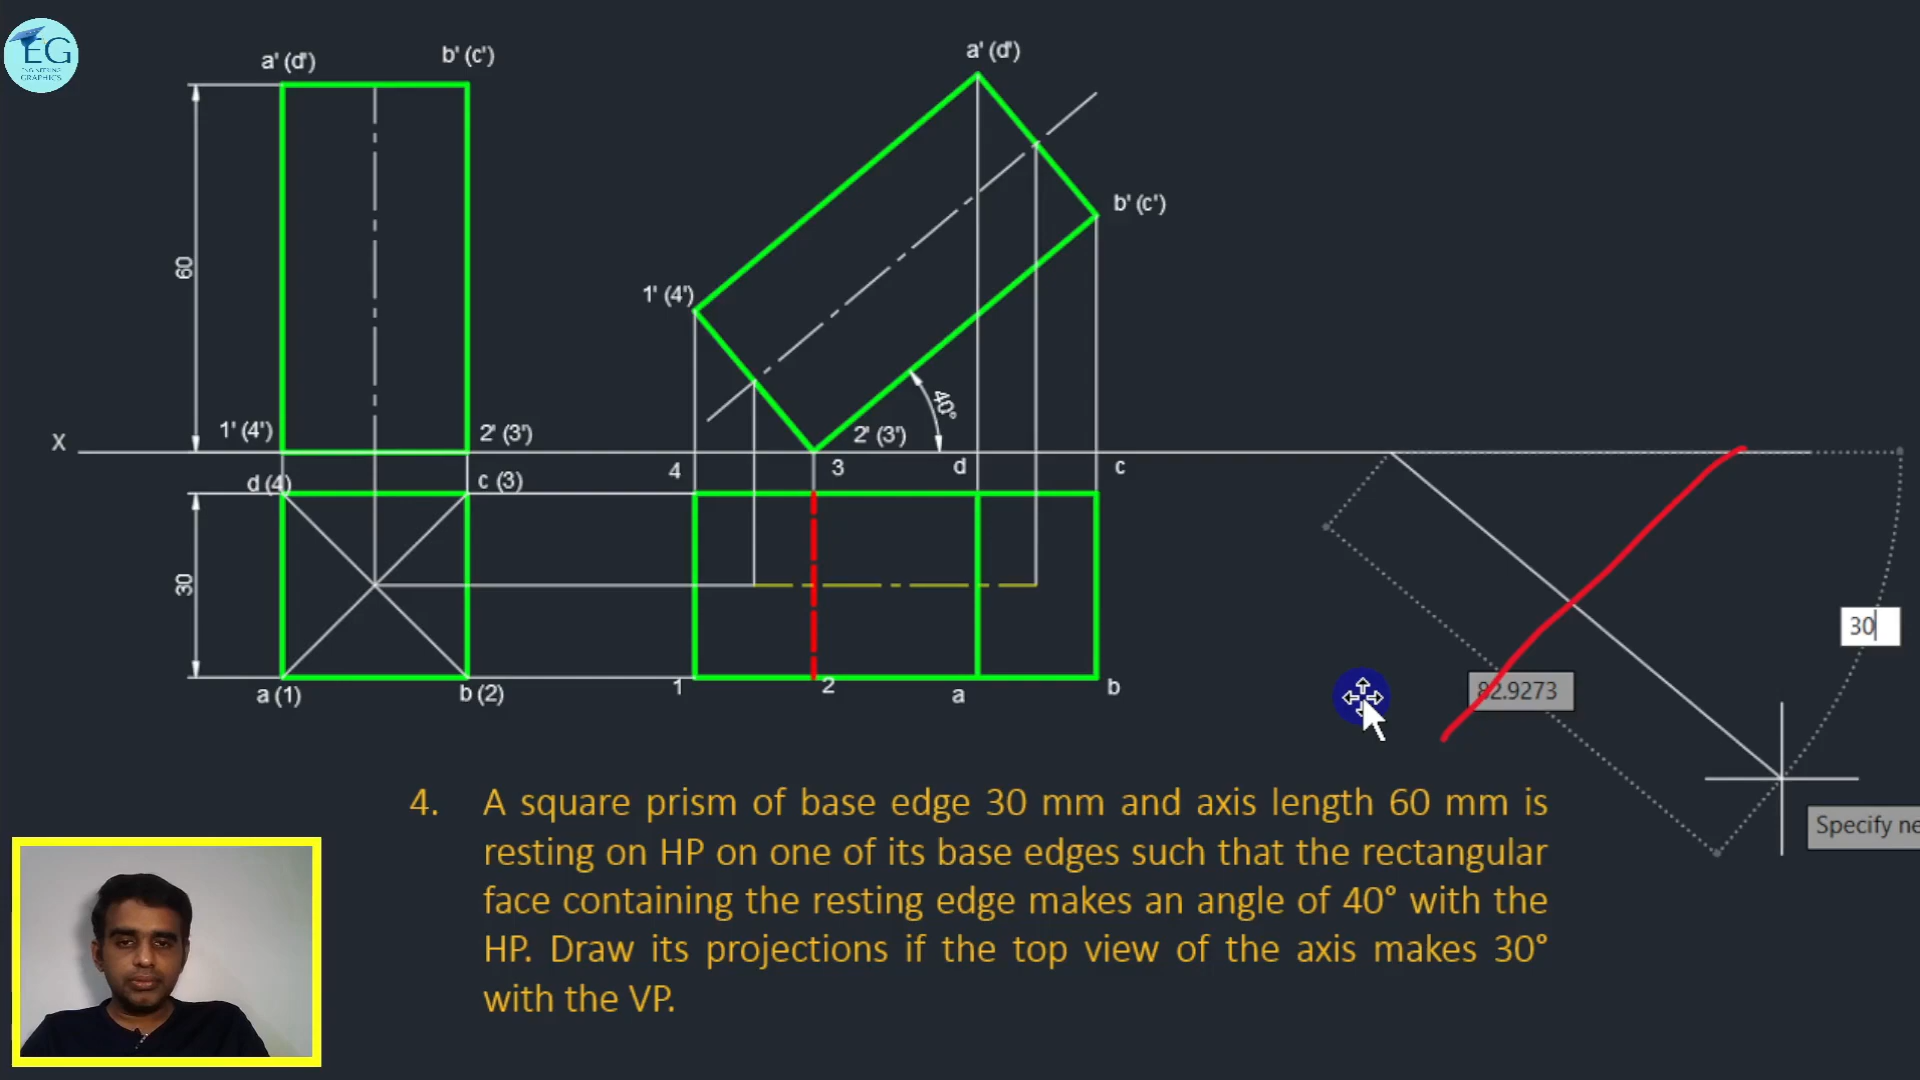 EG
ENGINEERING
GRAPHICS
a' (d')
b' (c')
60
1' (4')
2' (3')
X
d (4)
c (3)
30
a (1)
b (2)
a' (d')
b' (c')
1' (4')
40°
2' (3')
4
3
d
c
1
2
a
b
30
82.9273
Specify ne
4. A square prism of base edge 30 mm and axis length 60 mm is
resting on HP on one of its base edges such that the rectangular
face containing the resting edge makes an angle of 40° with the
HP. Draw its projections if the top view of the axis makes 30°
with the VP.